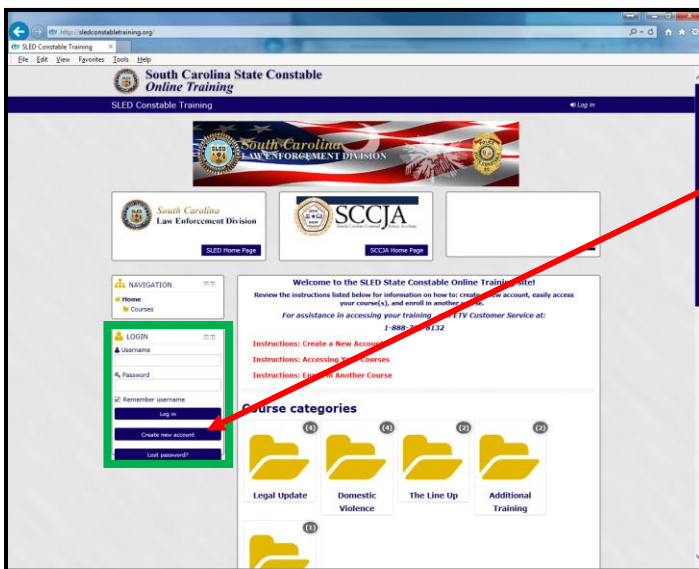 http://sledconstabletraining.org/
SLED Constable Training
File Edit View Favorites Tools Help
South Carolina State Constable
Online Training
SLED Constable Training
Log in
South Carolina
LAW ENFORCEMENT DIVISION
South Carolina
Law Enforcement Division
SLED Home Page
SCCJA
SCCJA Home Page
NAVIGATION
Home
Courses
LOGIN
Username
Password
Remember username
Log in
Create new account
Lost password?
Welcome to the SLED State Constable Online Training site!
Review the instructions listed below for information on how to: create a new account, easily access
your course(s), and enroll in another course.
For assistance in accessing your training ETV Customer Service at:
Instructions: Create a New Account
Instructions: Accessing Your Courses
Instructions: Enroll in Another Course
Course categories
(4)
(4)
(2)
(2)
Legal Update
Domestic
Violence
The Line Up
Additional
Training
(1)